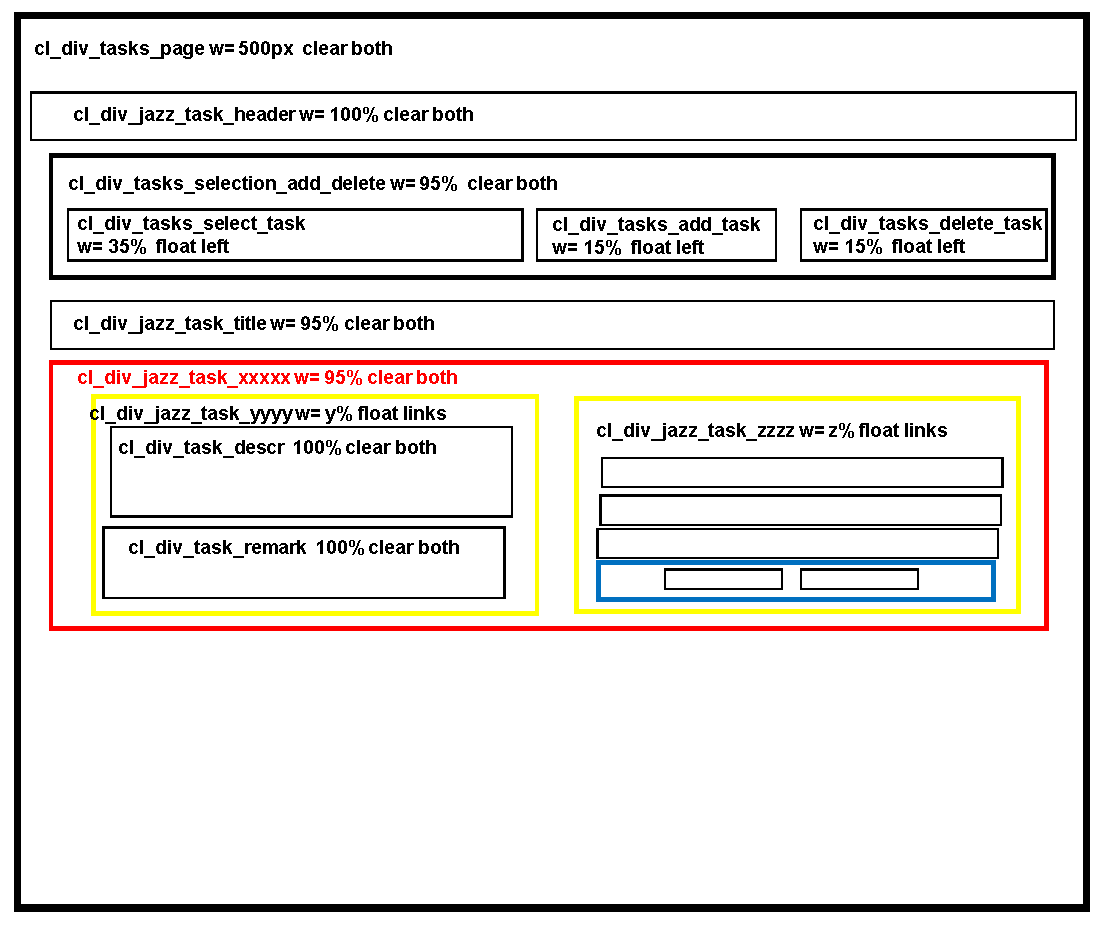 cl_div_tasks_page w= 500px clear both
cl_div_jazz_task_header w= 100% clear both
cl_div_tasks_selection_add_delete w= 95% clear both
cl_div_tasks_select_task
w= 35% float left
cl_div_tasks_add_task
w= 15% float left
cl_div_tasks_delete_task
w= 15% float left
cl_div_jazz_task_title w= 95% clear both
cl_div_jazz_task_xxxxx w= 95% clear both
cl_div_jazz_task_yyyy w= y% float links
cl_div_task_descr 100% clear both
cl_div_task_remark 100% clear both
cl_div_jazz_task_zzzz w= z% float links